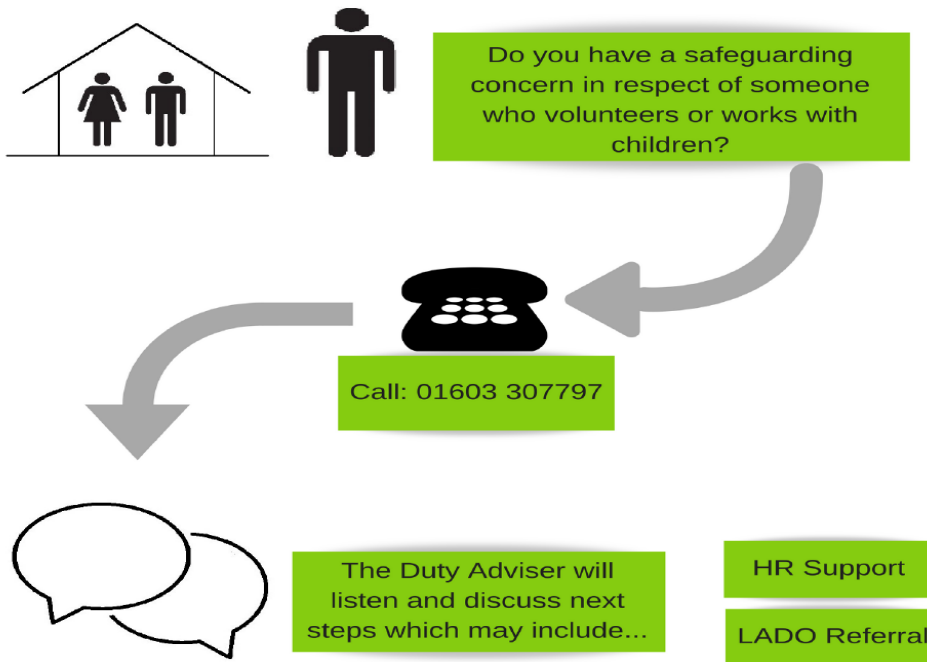 Do you have a safeguarding
concern in respect of someone
who volunteers or works with
children?
Call: 01603 307797
The Duty Adviser will
listen and discuss next
steps which may include...
HR Support
LADO Referral